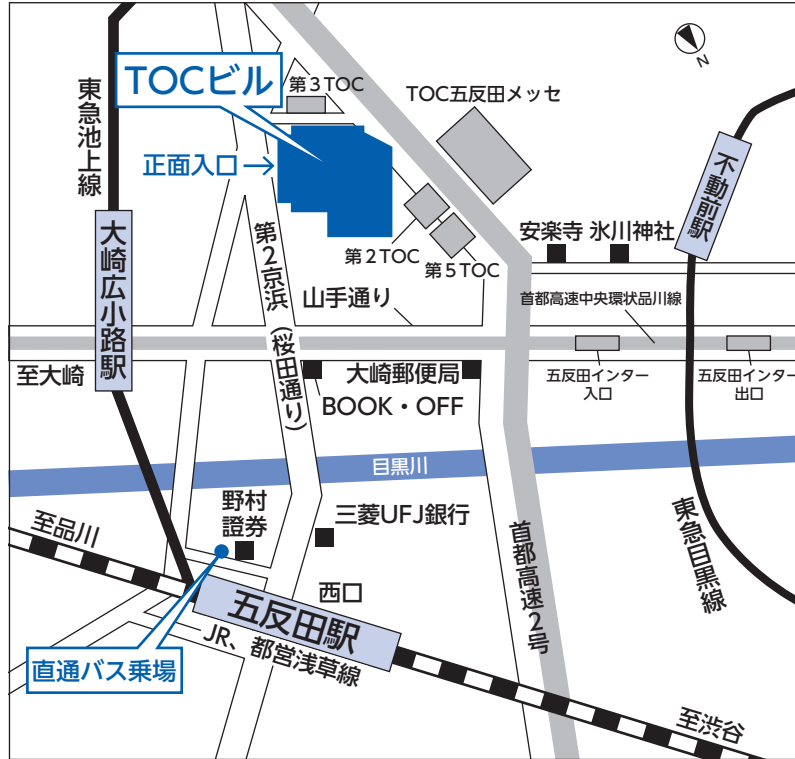 N
TOCビル
第3TOC
TOC五反田メッセ
東急池上線
正面入口→
不動前駅
大崎広小路駅
第2TOC
第5TOC
安楽寺
氷川神社
第2京浜(桜田通り)
山手通り
首都高速中央環状品川線
至大崎
大崎郵便局
BOOK・OFF
五反田インター
入口
五反田インター
出口
目黒川
野村
證券
三菱UFJ銀行
至品川
首都高速2号
東急目黒線
西口
五反田駅
JR、都営浅草線
直通バス乗場
至渋谷